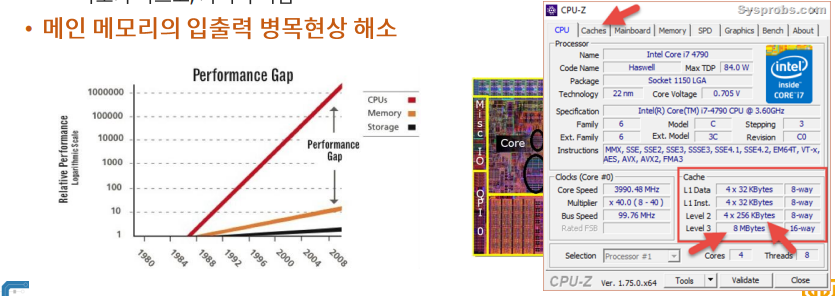 • 메인 메모리의 입출력 병목현상 해소
Performance Gap
Relative Performance
Logarithmic Scale
1000000
100000
10000
1000
100
10
1
1980
1984
1988
1992
1996
2000
2004
2008
CPUs
Memory
Storage
Performance
Gap
Misc IO
Core
QPI 0
CPU-Z
Sysprobs.com
CPU Caches Mainboard Memory SPD Graphics Bench About
Processor
Name Intel Core i7 4790
Code Name Haswell Max TDP 84.0 W
Package Socket 1150 LGA
Technology 22 nm Core Voltage 0.705 V
(intel)
inside
CORE i7
Specification Intel(R) Core(TM) i7-4790 CPU @ 3.60GHz
Family 6 Model C Stepping 3
Ext. Family 6 Ext. Model 3C Revision C0
Instructions MMX, SSE, SSE2, SSE3, SSSE3, SSE4.1, SSE4.2, EM64T, VT-x,
AES, AVX, AVX2, FMA3
Clocks (Core #0)
Core Speed 3990.48 MHz
Multiplier x 40.0 ( 8 - 40 )
Bus Speed 99.76 MHz
Rated FSB
Cache
L1 Data 4 x 32 KBytes 8-way
L1 Inst. 4 x 32 KBytes 8-way
Level 2 4 x 256 KBytes 8-way
Level 3 8 MBytes 16-way
Selection Processor #1 Cores 4 Threads 8
CPU-Z Ver. 1.75.0.x64 Tools Validate Close